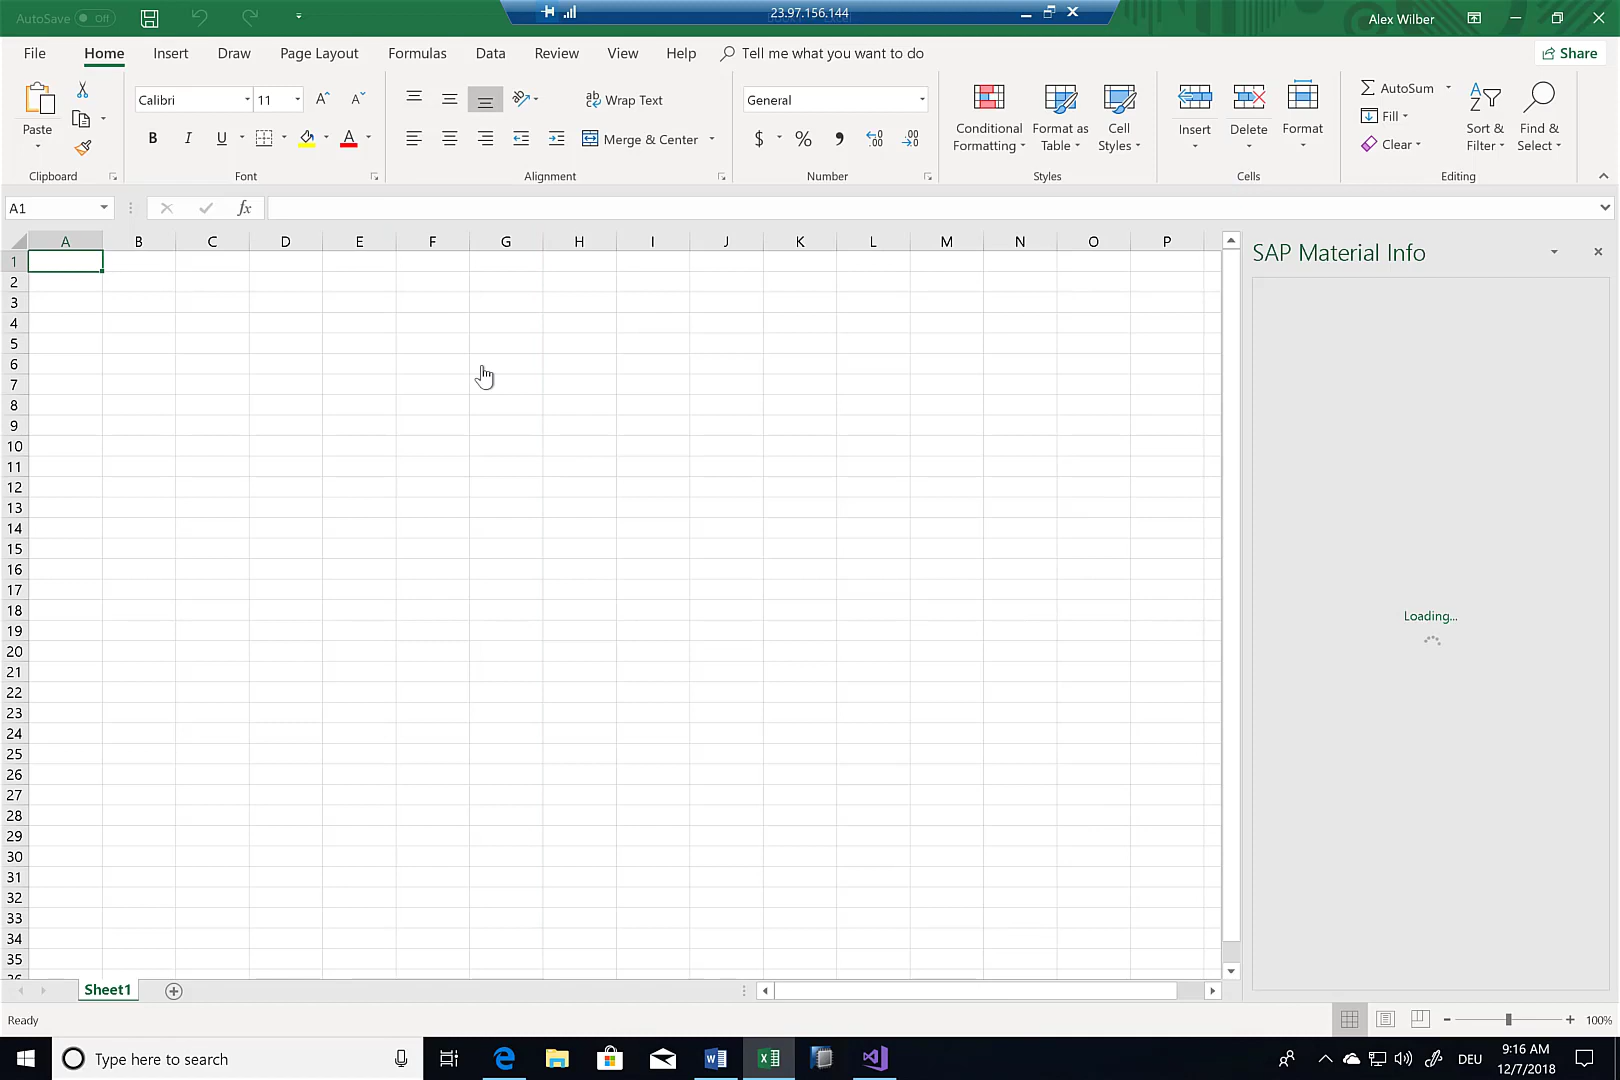 AutoSave Off
23.97.156.144
Alex Wilber
File Home Insert Draw Page Layout Formulas Data Review View Help Tell me what you want to do Share
Paste
Calibri 11
Wrap Text
General
Conditional Formatting
Format as Table
Cell Styles
Insert
Delete
Format
AutoSum
Fill
Clear
Sort & Filter
Find & Select
B I U A
Merge & Center
$ % 9 .00 .00
Clipboard Font Alignment Number Styles Cells Editing
A1 fx
A B C D E F G H I J K L M N O P
SAP Material Info
1
2
3
4
5
6
7
8
9
10
11
12
13
14
15
16
17
18
19
20
21
22
23
24
25
26
27
28
29
30
31
32
33
34
35
36
Loading...
Sheet1
Ready
100%
Type here to search
DEU
9:16 AM
12/7/2018